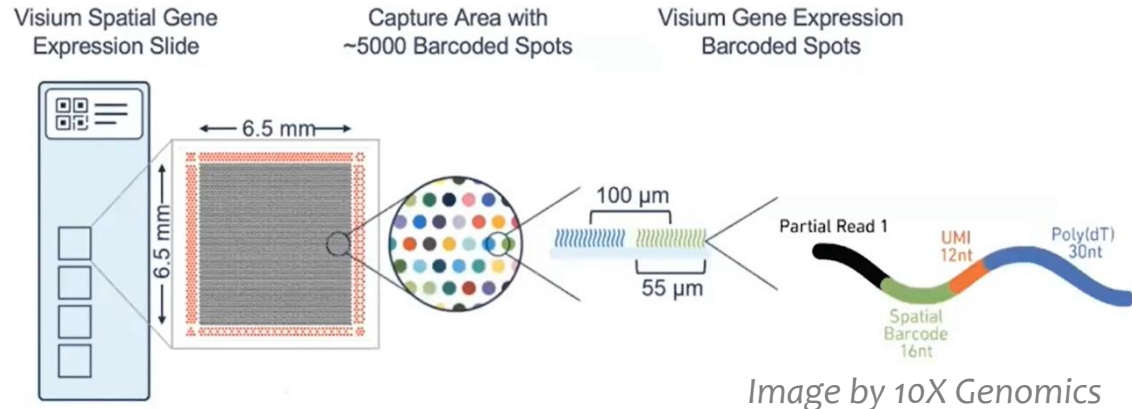 Visium Spatial Gene
Expression Slide
Capture Area with
~5000 Barcoded Spots
Visium Gene Expression
Barcoded Spots
6.5 mm
6.5 mm
100 µm
55 µm
Partial Read 1
Spatial
Barcode
16nt
UMI
12nt
Poly(dT)
30nt
Image by 10X Genomics